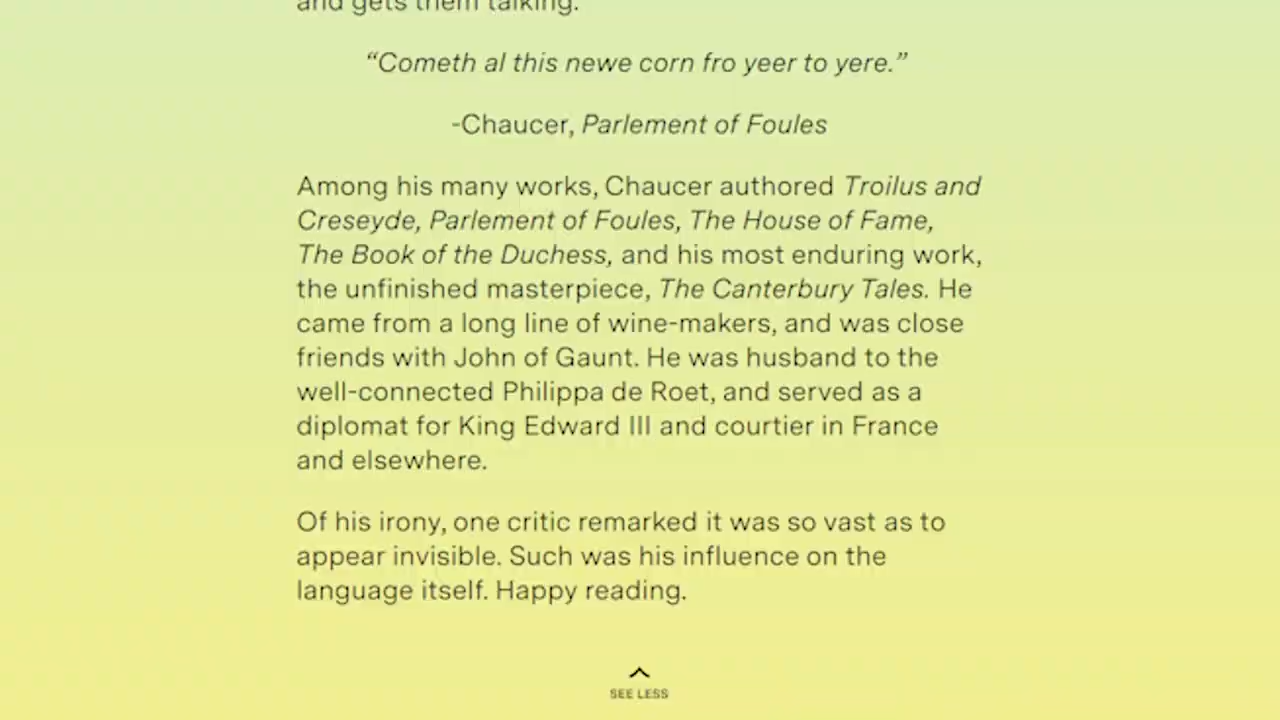 and gets them talking.
“Cometh al this newe corn fro yeer to yere.”
-Chaucer, Parlement of Foules
Among his many works, Chaucer authored Troilus and
Creseyde, Parlement of Foules, The House of Fame,
The Book of the Duchess, and his most enduring work,
the unfinished masterpiece, The Canterbury Tales. He
came from a long line of wine-makers, and was close
friends with John of Gaunt. He was husband to the
well-connected Philippa de Roet, and served as a
diplomat for King Edward III and courtier in France
and elsewhere.
Of his irony, one critic remarked it was so vast as to
appear invisible. Such was his influence on the
language itself. Happy reading.
SEE LESS